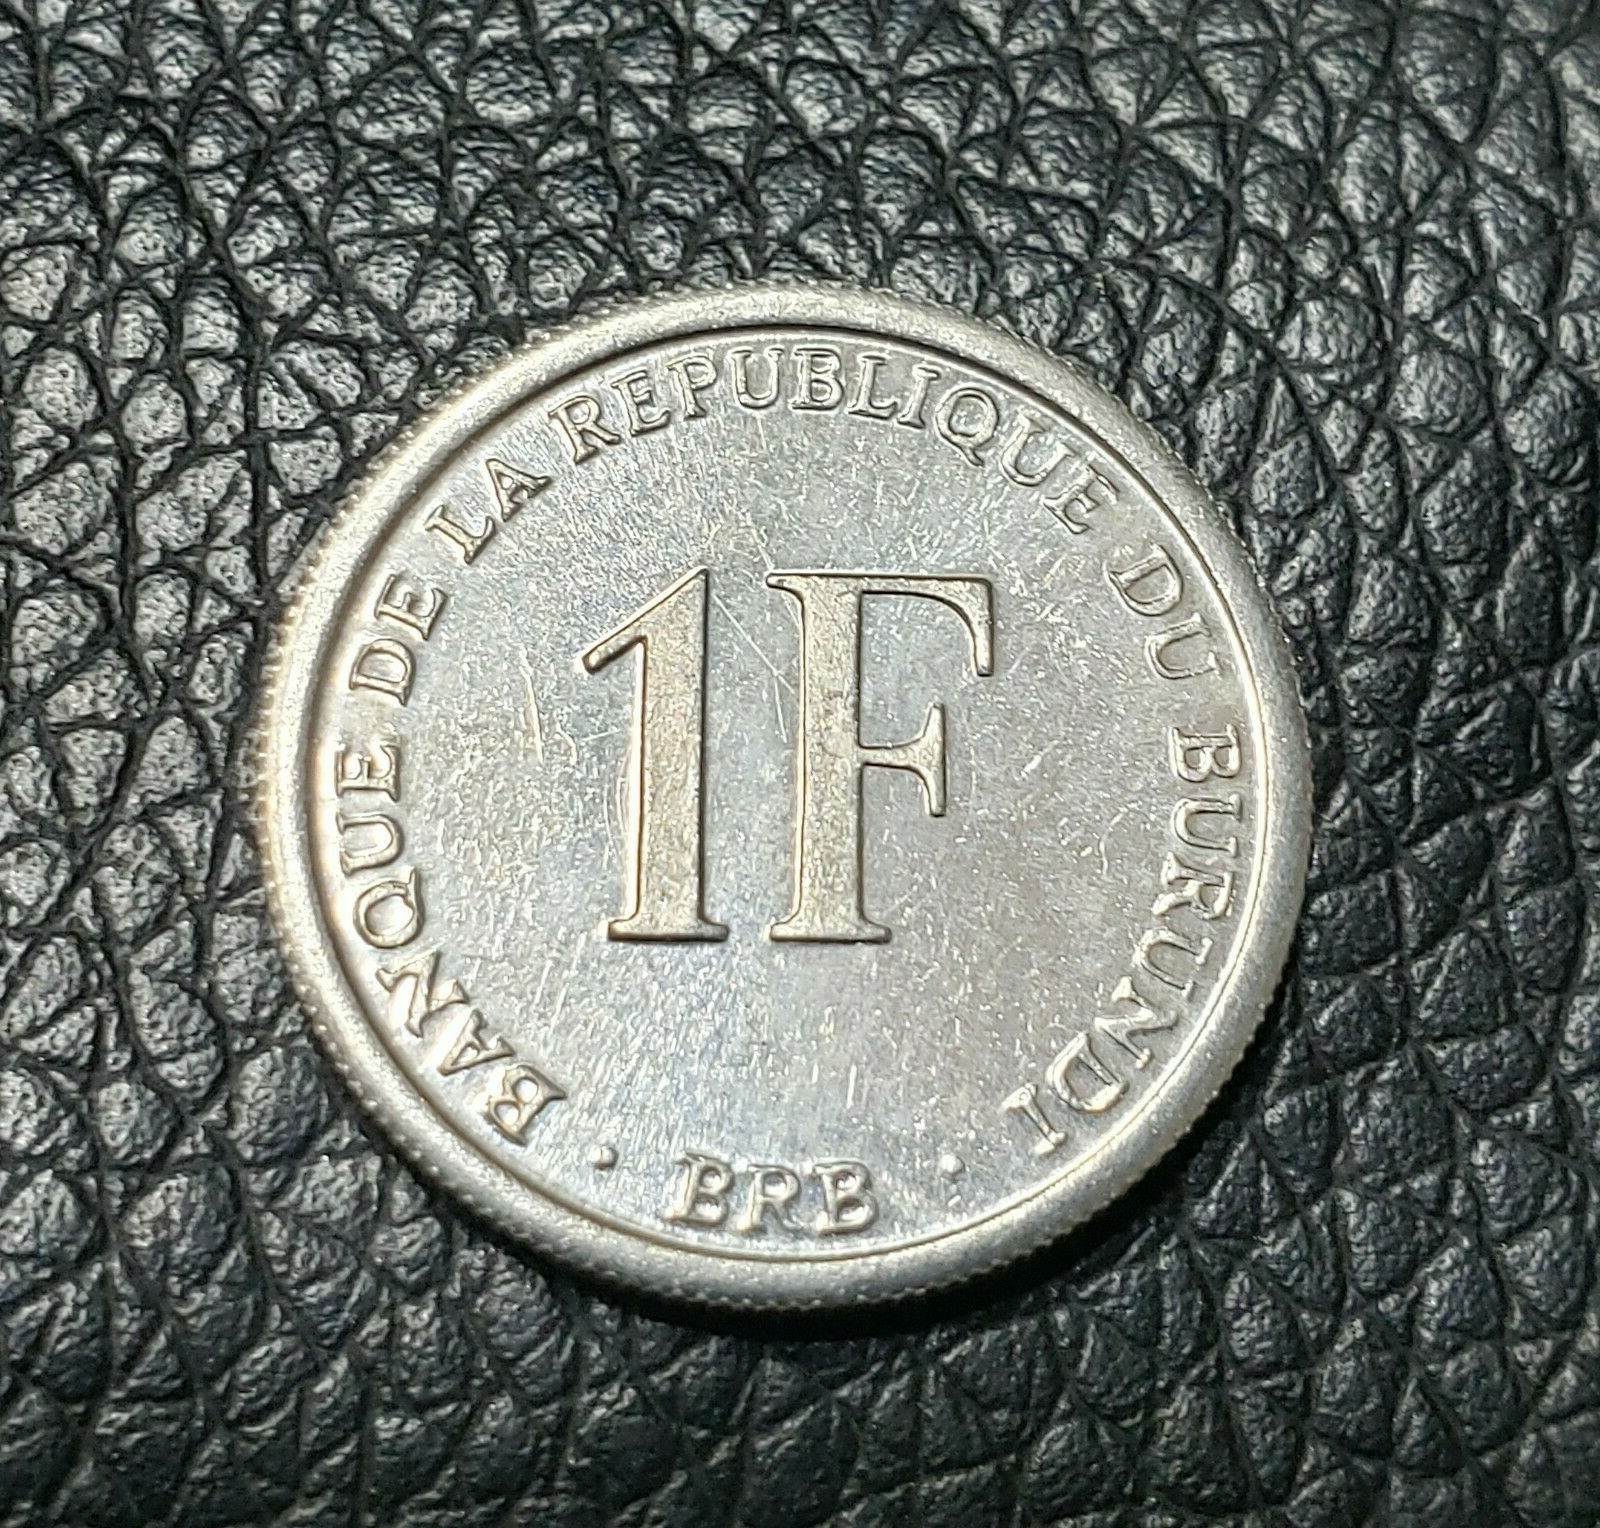 BANQUE DE LA REPUBLIQUE DU BURUNDI
1F
· BRB ·